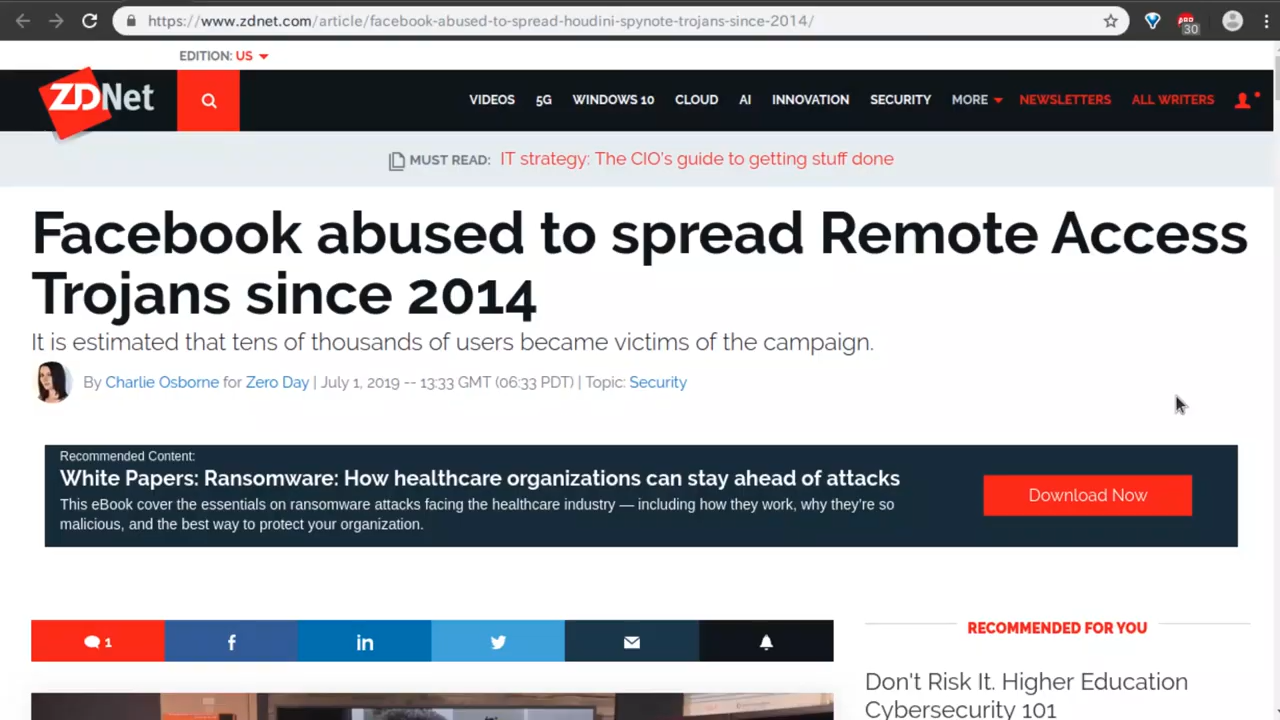 https://www.zdnet.com/article/facebook-abused-to-spread-houdini-spynote-trojans-since-2014/
30
EDITION: US
ZDNet
VIDEOS 5G WINDOWS 10 CLOUD AI INNOVATION SECURITY MORE NEWSLETTERS ALL WRITERS
MUST READ: IT strategy: The CIO's guide to getting stuff done
Facebook abused to spread Remote Access
Trojans since 2014
It is estimated that tens of thousands of users became victims of the campaign.
By Charlie Osborne for Zero Day | July 1, 2019 -- 13:33 GMT (06:33 PDT) | Topic: Security
Recommended Content:
White Papers: Ransomware: How healthcare organizations can stay ahead of attacks
This eBook cover the essentials on ransomware attacks facing the healthcare industry — including how they work, why they're so
malicious, and the best way to protect your organization.
Download Now
1
RECOMMENDED FOR YOU
Don't Risk It. Higher Education
Cybersecurity 101